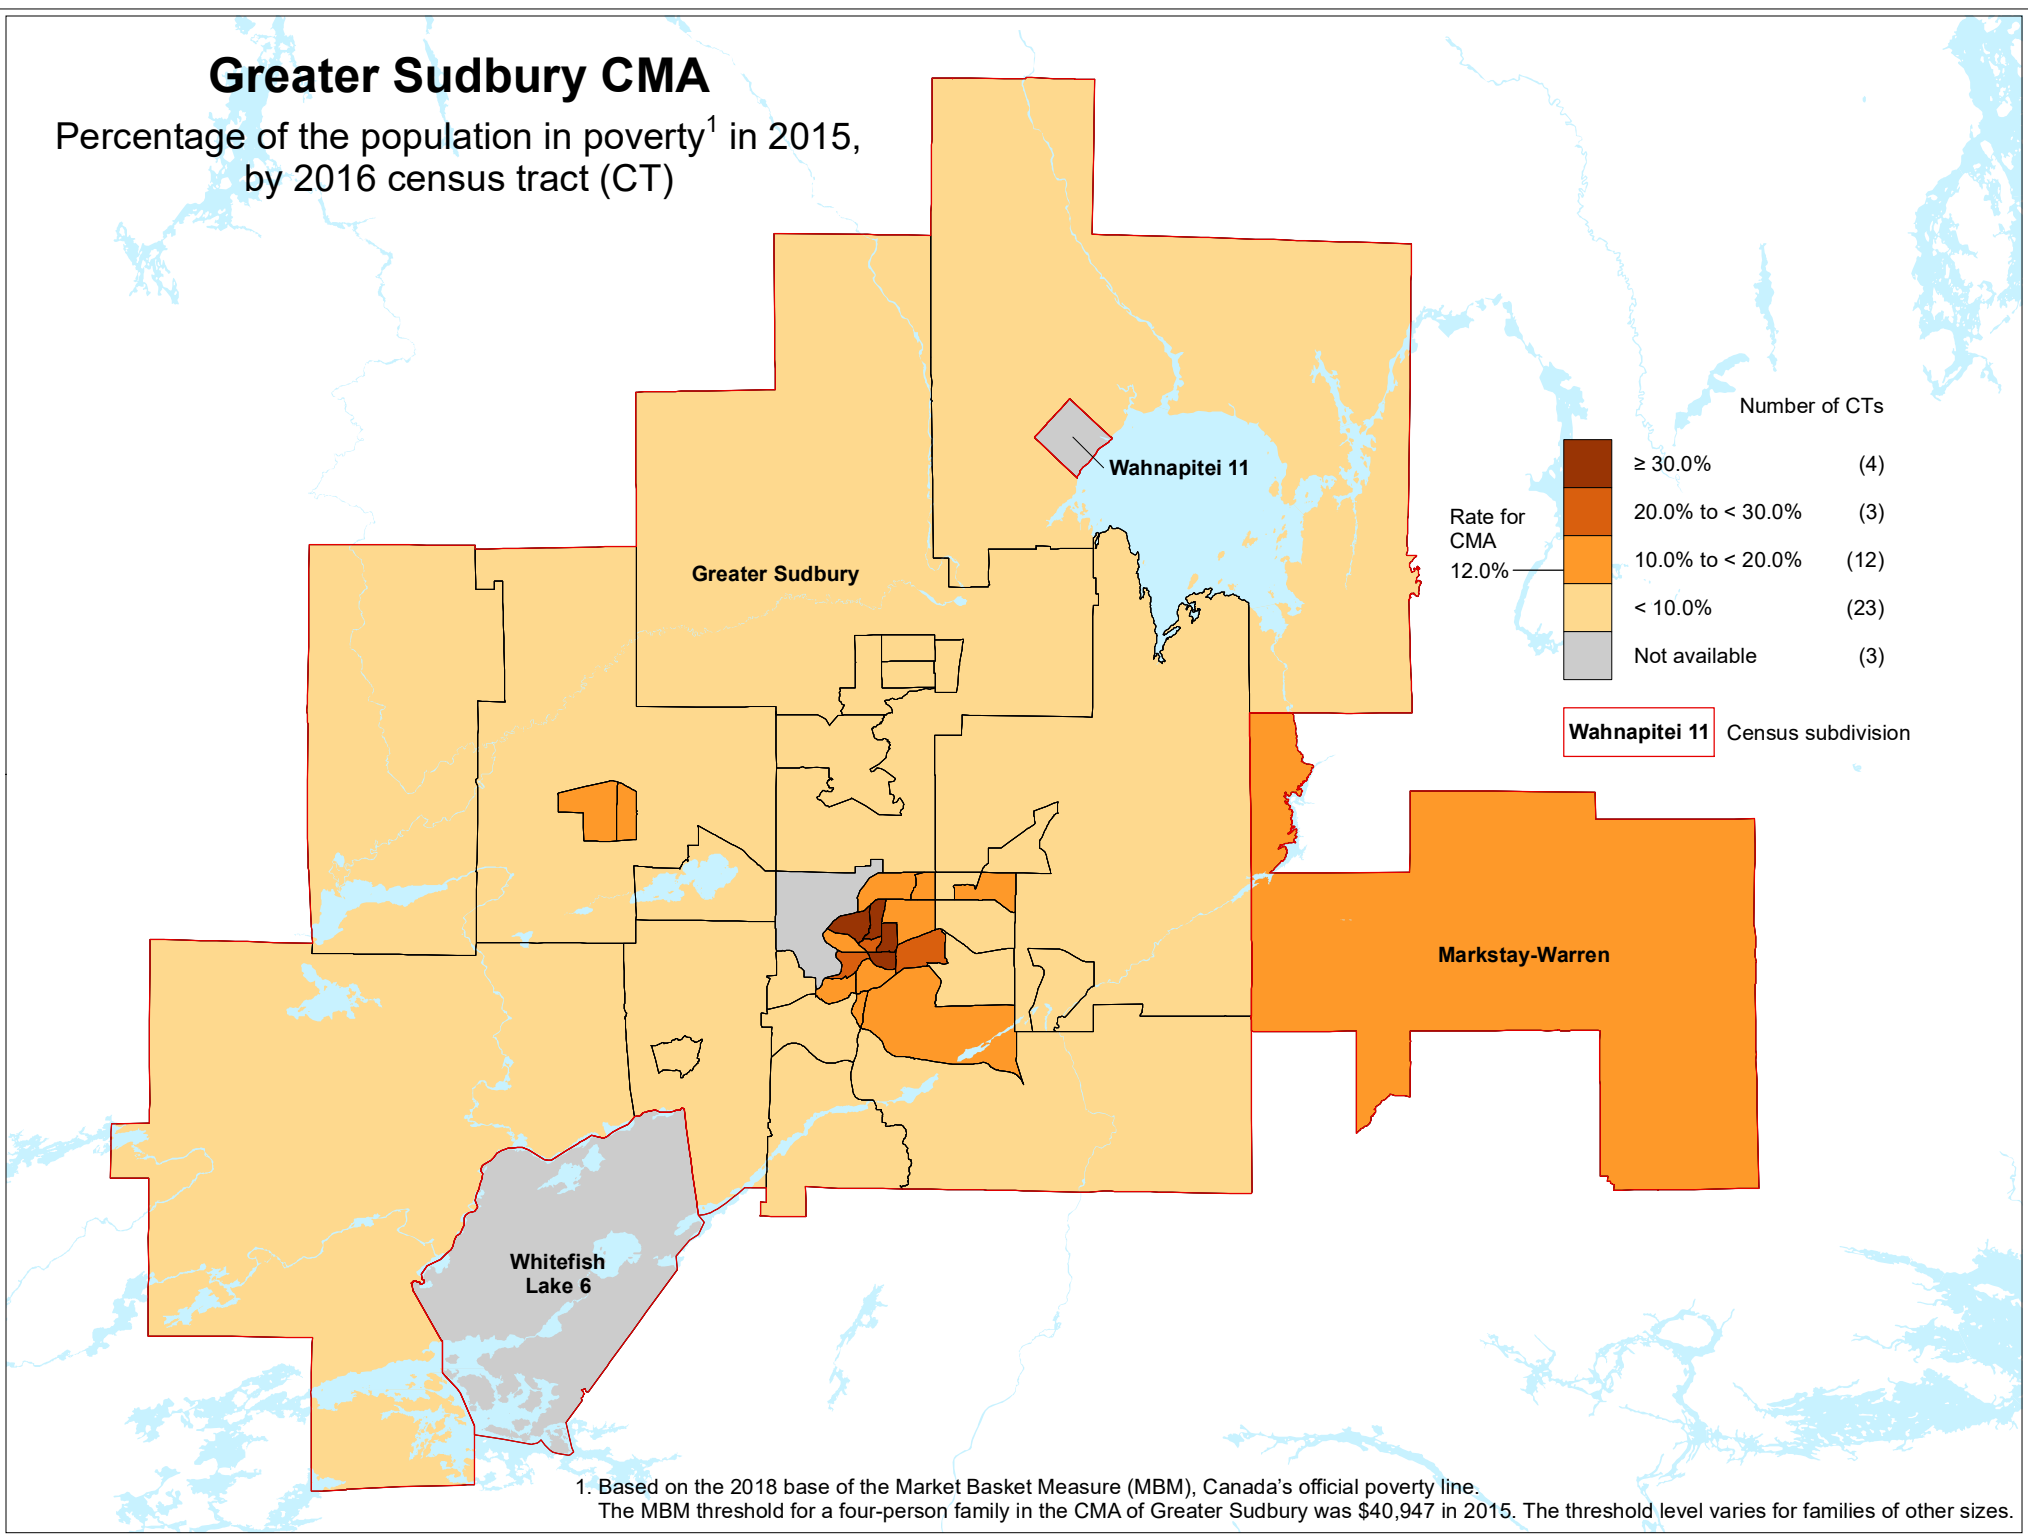 Greater Sudbury CMA
Percentage of the population in poverty¹ in 2015,
by 2016 census tract (CT)
Number of CTs
≥ 30.0% (4)
20.0% to < 30.0% (3)
10.0% to < 20.0% (12)
< 10.0% (23)
Not available (3)
Rate for
CMA
12.0%
Wahnapitei 11 Census subdivision
Wahnapitei 11
Greater Sudbury
Markstay-Warren
Whitefish
Lake 6
1. Based on the 2018 base of the Market Basket Measure (MBM), Canada's official poverty line.
The MBM threshold for a four-person family in the CMA of Greater Sudbury was $40,947 in 2015. The threshold level varies for families of other sizes.